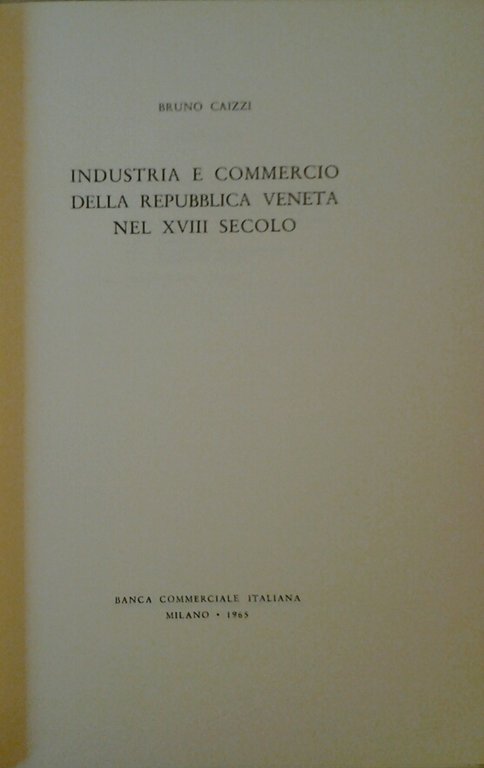 BRUNO CAIZZI
INDUSTRIA E COMMERCIO
DELLA REPUBBLICA VENETA
NEL XVIII SECOLO
BANCA COMMERCIALE ITALIANA
MILANO • 1965